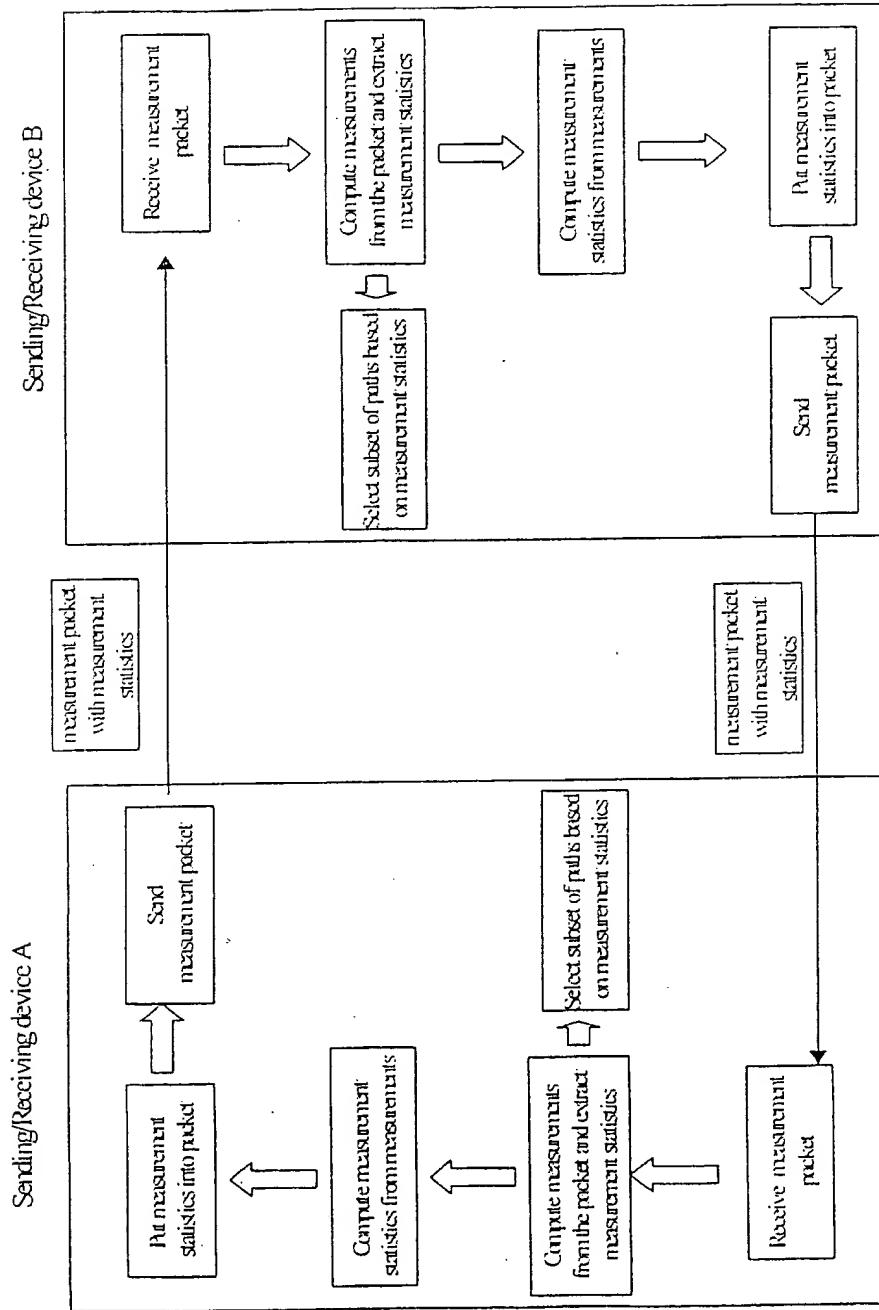 Sending/Receiving device A
Put measurement
statistics into packet
Send
measurement packet
Compute measurement
statistics from measurements
Compute measurements
from the packet and extract
measurement statistics
Select subset of paths based
on measurement statistics
Receive measurement
packet
measurement packet
with measurement
statistics
measurement packet
with measurement
statistics
Sending/Receiving device B
Receive measurement
packet
Compute measurements
from the packet and extract
measurement statistics
Select subset of paths based
on measurement statistics
Compute measurement
statistics from measurements
Put measurement
statistics into packet
Send
measurement packet